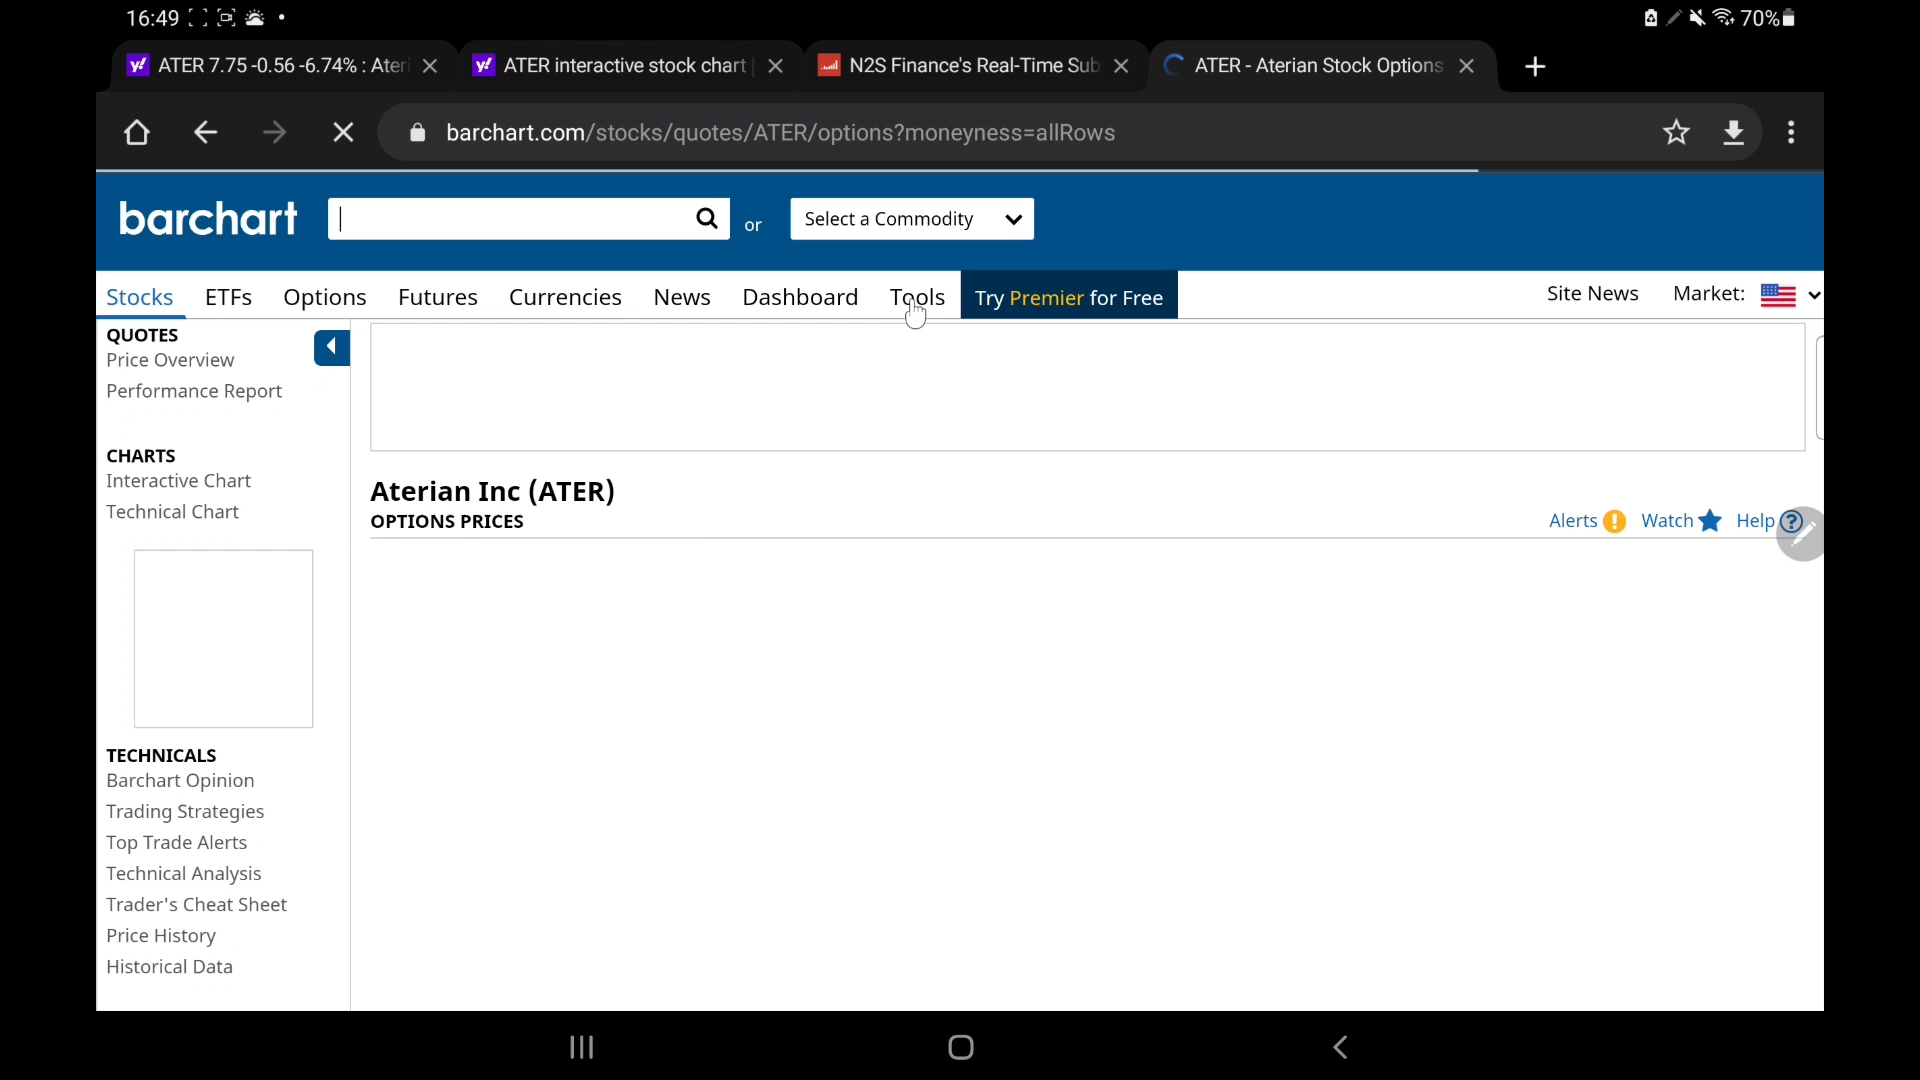 16:49
70%
ATER 7.75 -0.56 -6.74% : Ateri
ATER interactive stock chart |
N2S Finance's Real-Time Sub
ATER - Aterian Stock Options
barchart.com/stocks/quotes/ATER/options?moneyness=allRows
barchart
or
Select a Commodity
Stocks ETFs Options Futures Currencies News Dashboard Tools Try Premier for Free Site News Market:
QUOTES
Price Overview
Performance Report
CHARTS
Interactive Chart
Technical Chart
TECHNICALS
Barchart Opinion
Trading Strategies
Top Trade Alerts
Technical Analysis
Trader's Cheat Sheet
Price History
Historical Data
Aterian Inc (ATER)
OPTIONS PRICES
Alerts ! Watch Help ?